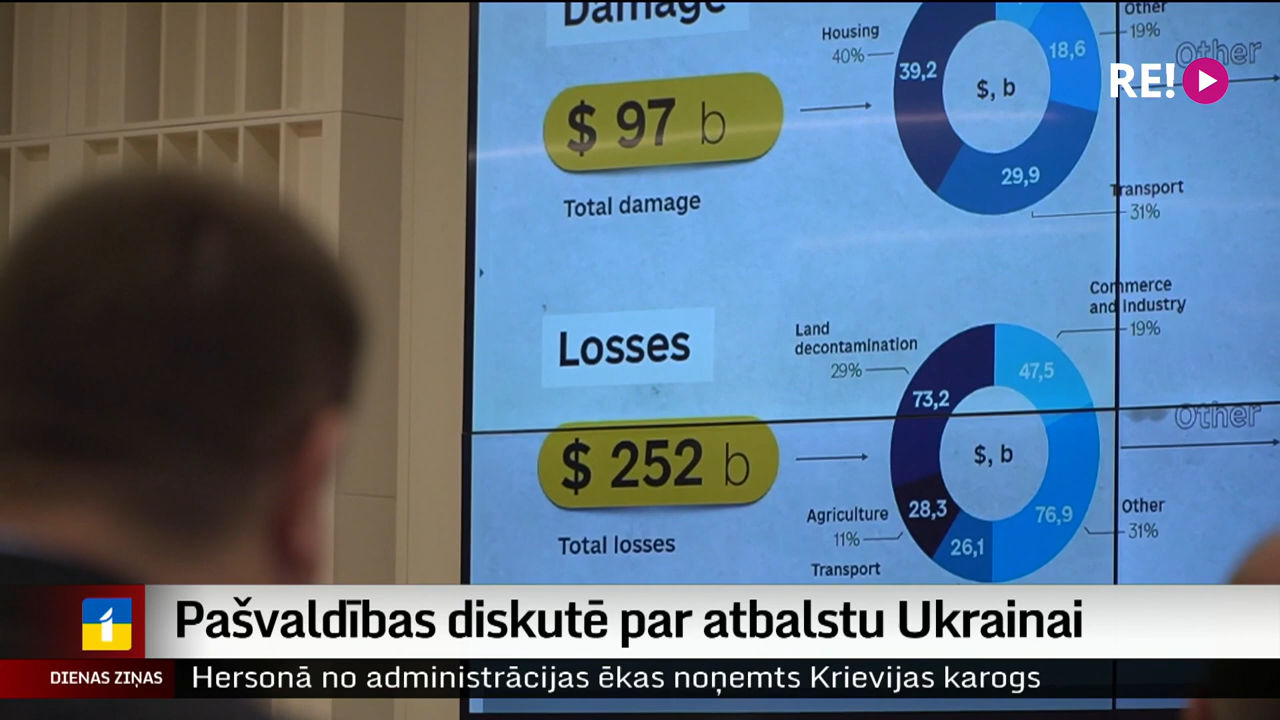 Damage
Housing
40%
39,2
18,6
$, b
29,9
Other
19%
Other
RE!
$ 97 b
Total damage
Transport
31%
Losses
Land
decontamination
29%
Commerce
and Industry
19%
73,2
47,5
$, b
28,3
26,1
76,9
Other
$ 252 b
Total losses
Agriculture
11%
Transport
Other
31%
1
Pašvaldības diskutē par atbalstu Ukrainai
DIENAS ZIŅAS
Hersonā no administrācijas ēkas noņemts Krievijas karogs